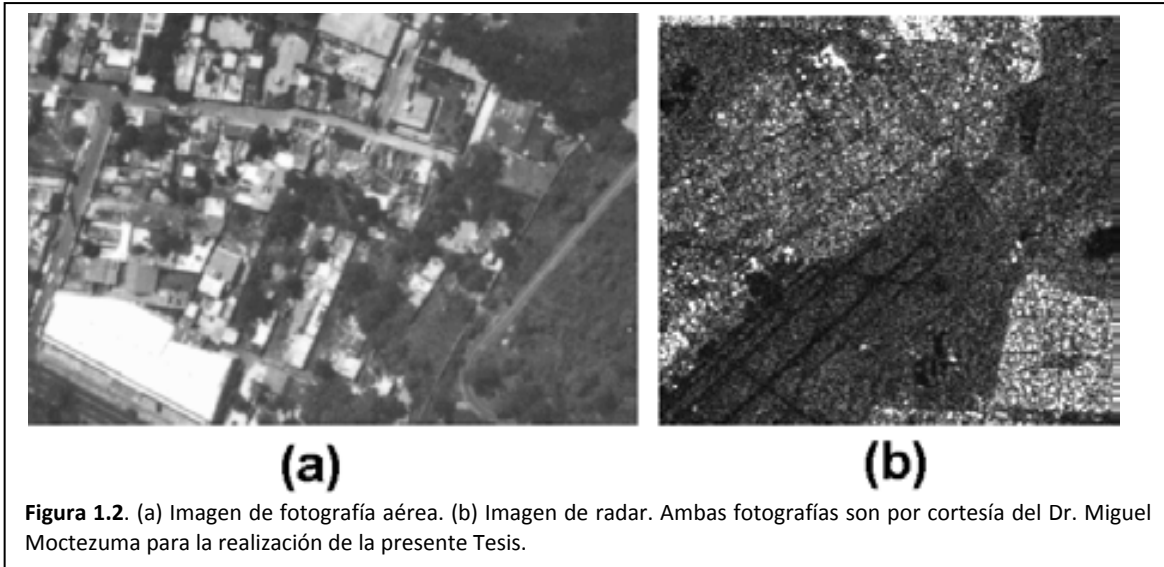 (a) (b)
Figura 1.2. (a) Imagen de fotografía aérea. (b) Imagen de radar. Ambas fotografías son por cortesía del Dr. Miguel
Moctezuma para la realización de la presente Tesis.